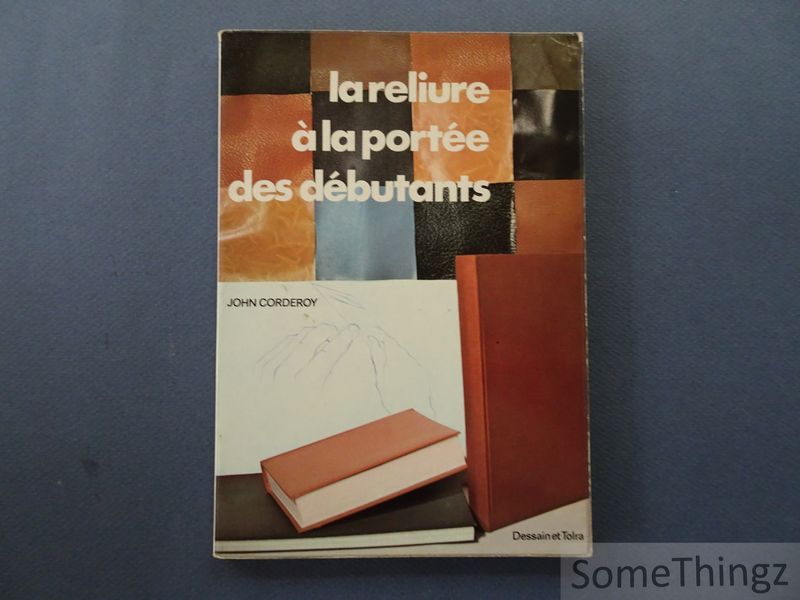 la reliure
à la portée
des débutants
JOHN CORDEROY
Dessain et Tolra
SomeThingz